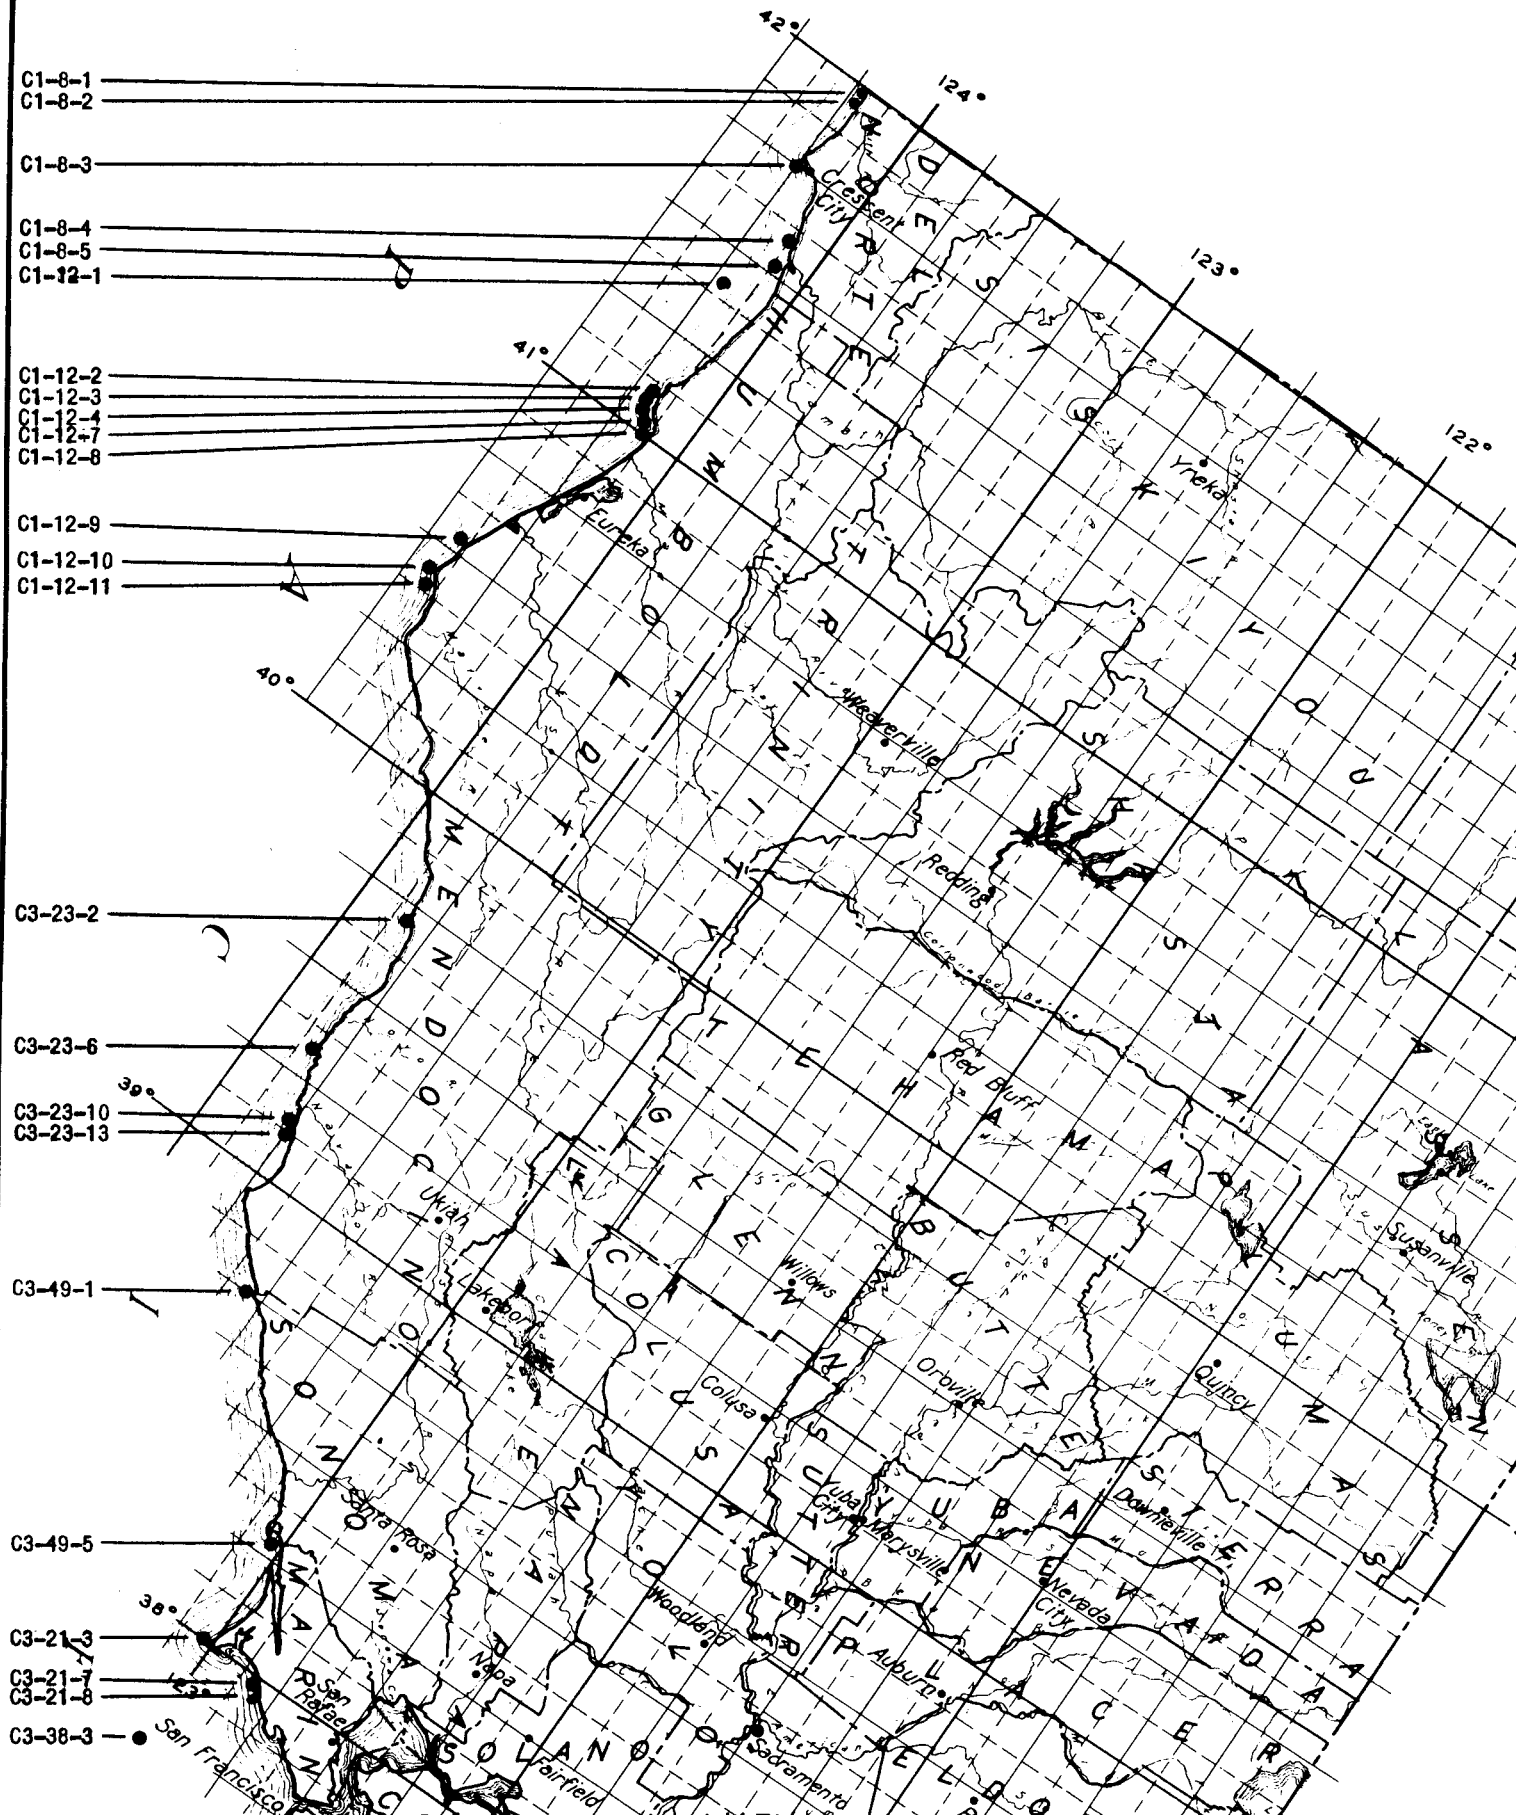 42°
C1-8-1
C1-8-2
124°
C1-8-3
DEL NORTE
Crescent
City
C1-8-4
C1-8-5
C1-12-1
123°
SISKIYOU
41°
C1-12-2
C1-12-3
C1-12-4
C1-12-7
C1-12-8
122°
Yreka
HUMBOLDT
Eureka
C1-12-9
C1-12-10
C1-12-11
TRINITY
40°
Weaverville
SHASTA
Redding
MENDOCINO
C3-23-2
TEHAMA
C3-23-6
Red Bluff
39°
C3-23-10
C3-23-13
GLENN
PLUMAS
Eagle
Lake
Susanville
Ukiah
LAKE
Lakeport
COLUSA
Willows
BUTTE
C3-49-1
SONOMA
Colusa
Oroville
Quincy
Honey
SUTTER
Yuba
City
Marysville
YUBA
SIERRA
Downieville
C3-49-5
Santa Rosa
NEVADA
Nevada
City
38°
Woodland
YOLO
NAPA
Napa
C3-21-3
C3-21-7
C3-21-8
123°
MARIN
San
Rafael
PLACER
Auburn
C3-38-3
San Francisco
SOLANO
Fairfield
Sacramento
EL DO